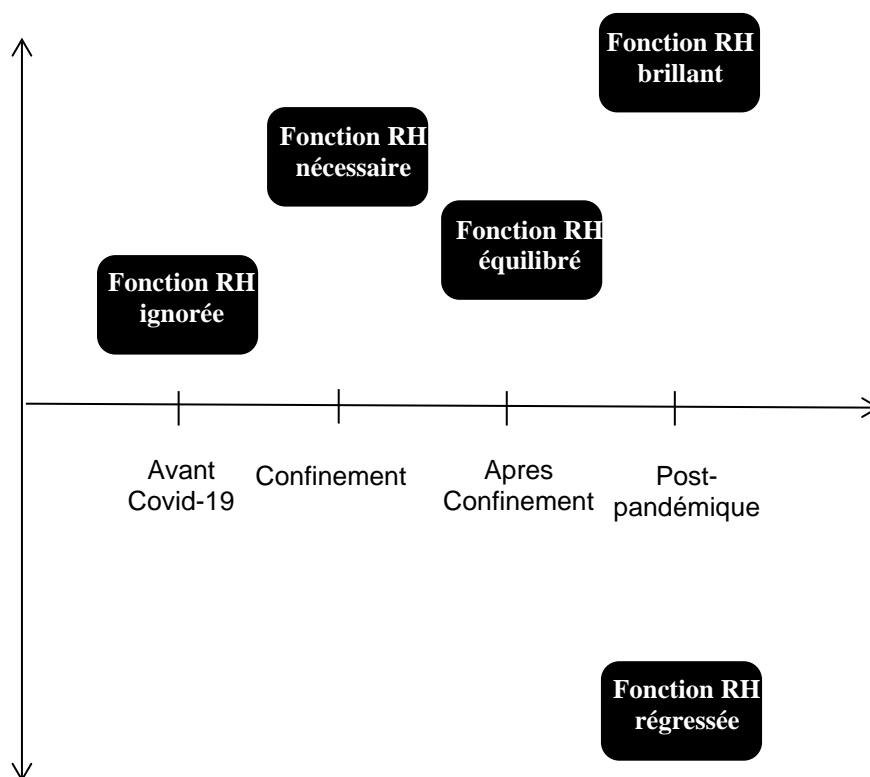 Fonction RH
brillant
Fonction RH
nécessaire
Fonction RH
équilibré
Fonction RH
ignorée
Avant
Covid-19
Confinement
Apres
Confinement
Post-
pandémique
Fonction RH
régressée